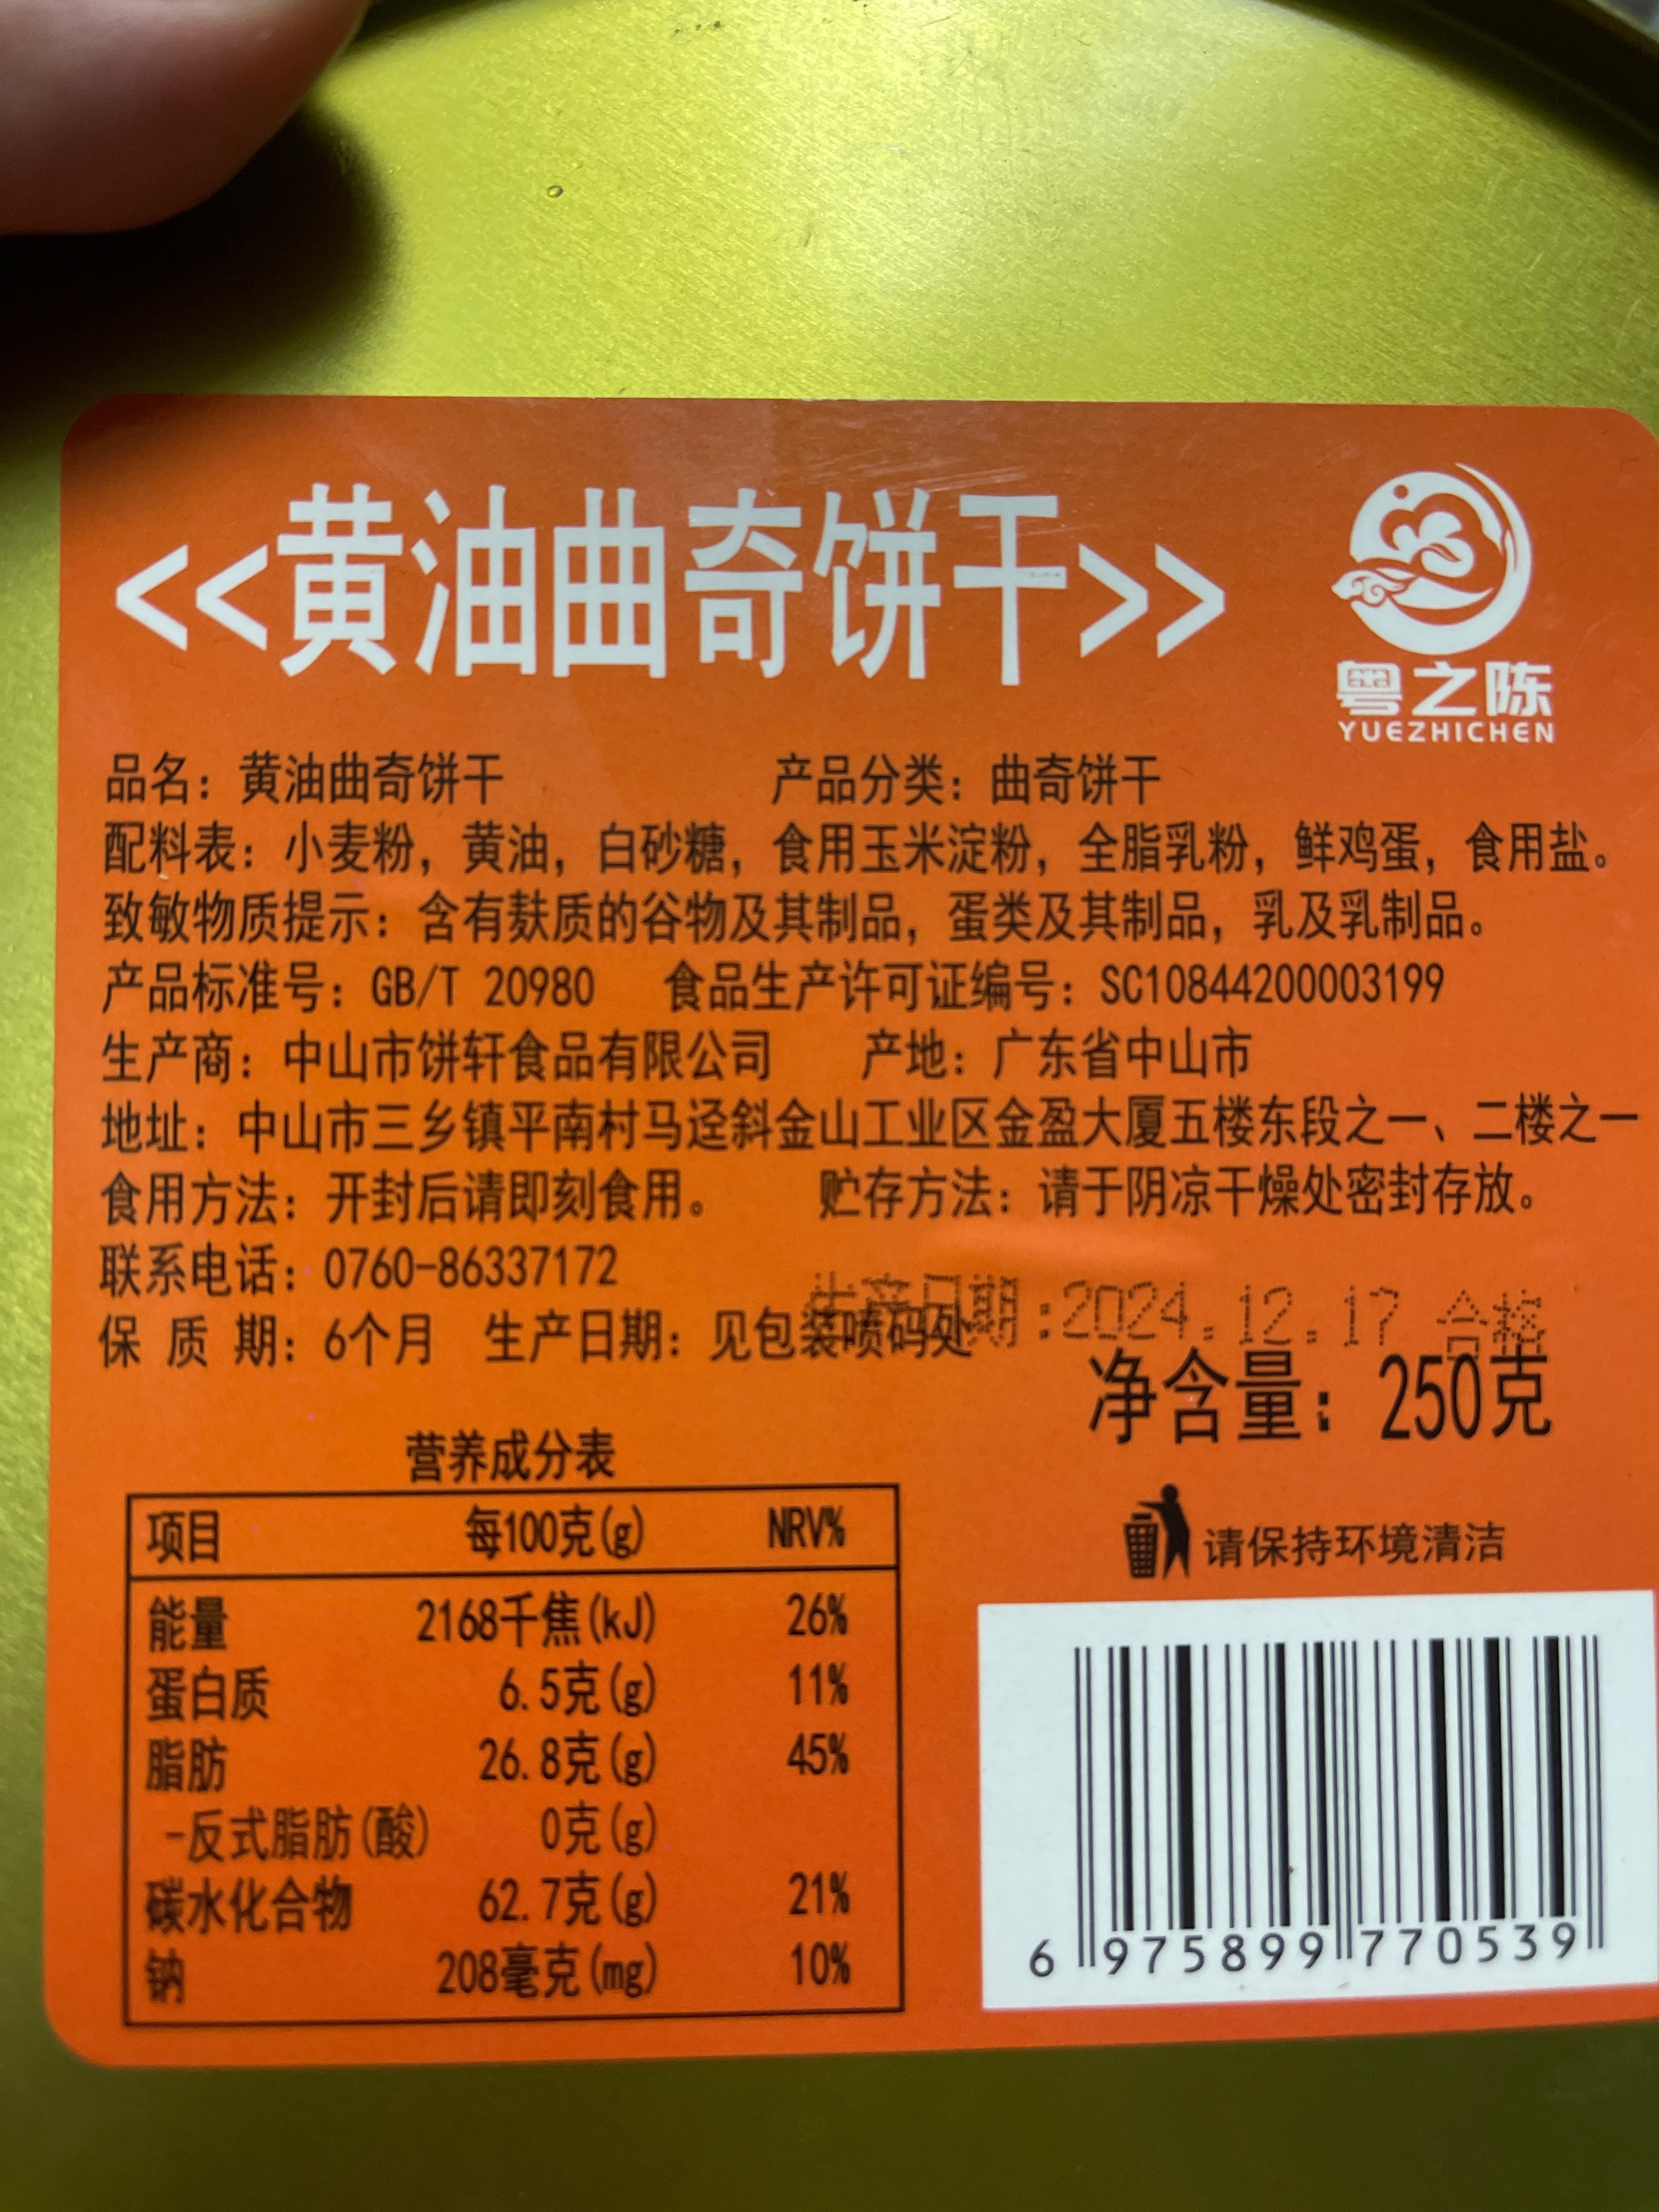 <<黄油曲奇饼干>>
粤之陈
YUEZHICHEN
品名：黄油曲奇饼干 产品分类：曲奇饼干
配料表：小麦粉，黄油，白砂糖，食用玉米淀粉，全脂乳粉，鲜鸡蛋，食用盐。
致敏物质提示：含有麸质的谷物及其制品，蛋类及其制品，乳及乳制品。
产品标准号：GB/T 20980 食品生产许可证编号：SC10844200003199
生产商：中山市饼轩食品有限公司 产地：广东省中山市
地址：中山市三乡镇平南村马迳斜金山工业区金盈大厦五楼东段之一、二楼之一
食用方法：开封后请即刻食用。 贮存方法：请于阴凉干燥处密封存放。
联系电话：0760-86337172
生产日期:2024.12.17 合格
保 质 期：6个月 生产日期：见包装喷码处
净含量：250克
营养成分表
项目 每100克(g) NRV%
能量 2168千焦(kJ) 26%
蛋白质 6.5克(g) 11%
脂肪 26.8克(g) 45%
-反式脂肪(酸) 0克(g)
碳水化合物 62.7克(g) 21%
钠 208毫克(mg) 10%
请保持环境清洁
6 975899 770539